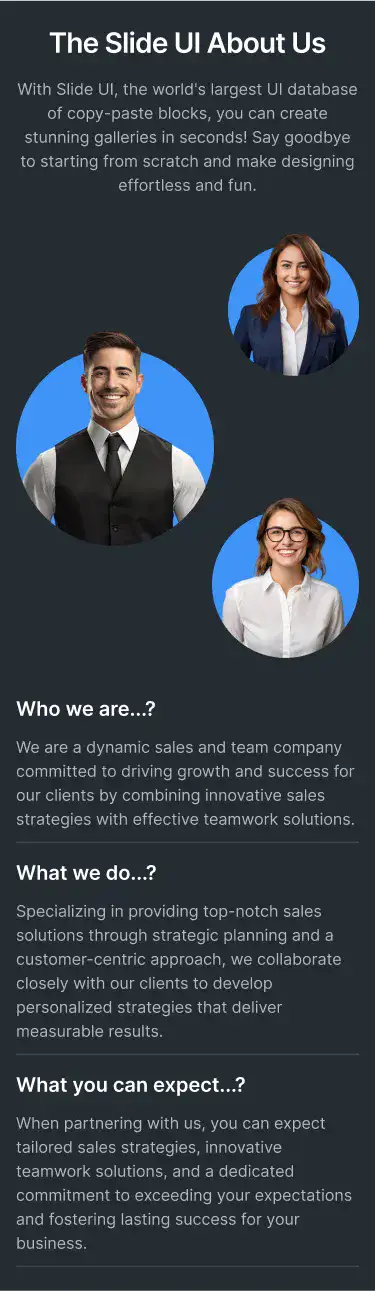 The Slide UI About Us
With Slide UI, the world's largest UI database
of copy-paste blocks, you can create
stunning galleries in seconds! Say goodbye
to starting from scratch and make designing
effortless and fun.
Who we are...?
We are a dynamic sales and team company
committed to driving growth and success for
our clients by combining innovative sales
strategies with effective teamwork solutions.
What we do...?
Specializing in providing top-notch sales
solutions through strategic planning and a
customer-centric approach, we collaborate
closely with our clients to develop
personalized strategies that deliver
measurable results.
What you can expect...?
When partnering with us, you can expect
tailored sales strategies, innovative
teamwork solutions, and a dedicated
commitment to exceeding your expectations
and fostering lasting success for your
business.